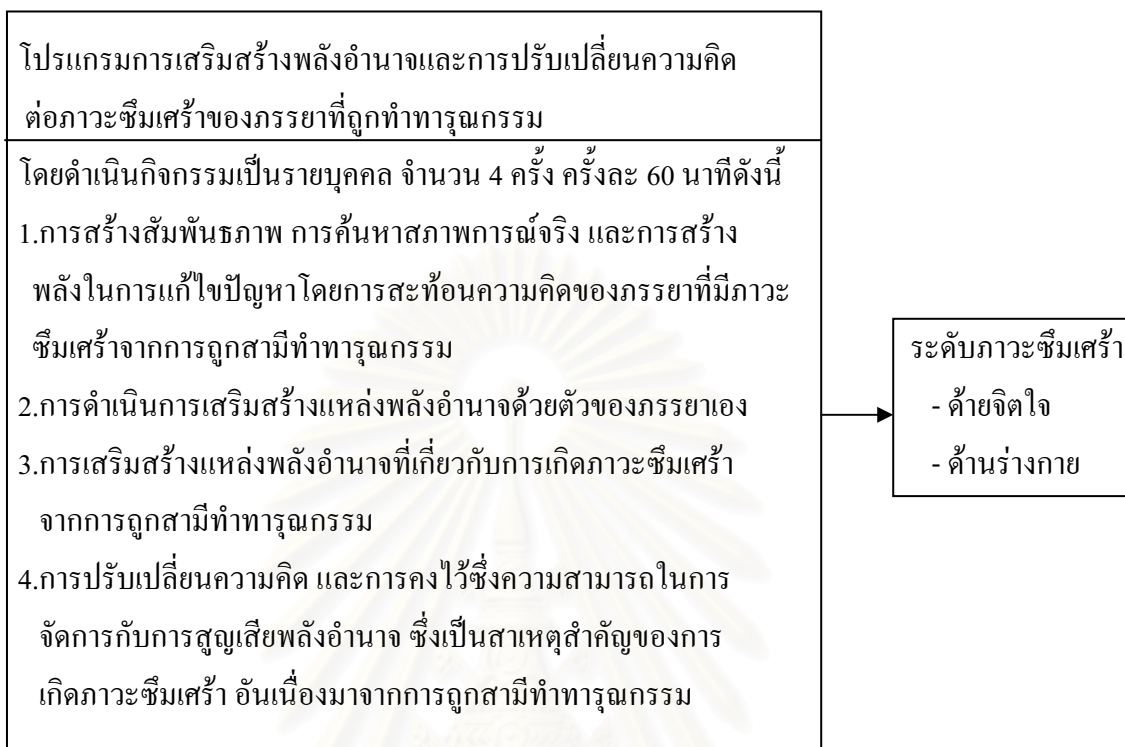 โปรแกรมการเสริมสร้างพลังอำนาจและการปรับเปลี่ยนความคิด
ต่อภาวะซึมเศร้าของภรรยาที่ถูกทำทารุณกรรม
โดยดำเนินกิจกรรมเป็นรายบุคคล จำนวน 4 ครั้ง ครั้งละ 60 นาทีดังนี้
1.การสร้างสัมพันธภาพ การค้นหาสภาพการณ์จริง และการสร้าง
พลังในการแก้ไขปัญหาโดยการสะท้อนความคิดของภรรยาที่มีภาวะ
ซึมเศร้าจากการถูกสามีทำทารุณกรรม
2.การดำเนินการเสริมสร้างแหล่งพลังอำนาจด้วยตัวของภรรยาเอง
3.การเสริมสร้างแหล่งพลังอำนาจที่เกี่ยวกับการเกิดภาวะซึมเศร้า
จากการถูกสามีทำทารุณกรรม
4.การปรับเปลี่ยนความคิด และการคงไว้ซึ่งความสามารถในการ
จัดการกับการสูญเสียพลังอำนาจ ซึ่งเป็นสาเหตุสำคัญของการ
เกิดภาวะซึมเศร้า อันเนื่องมาจากการถูกสามีทำทารุณกรรม
ระดับภาวะซึมเศร้า
- ด้ายจิตใจ
- ด้านร่างกาย